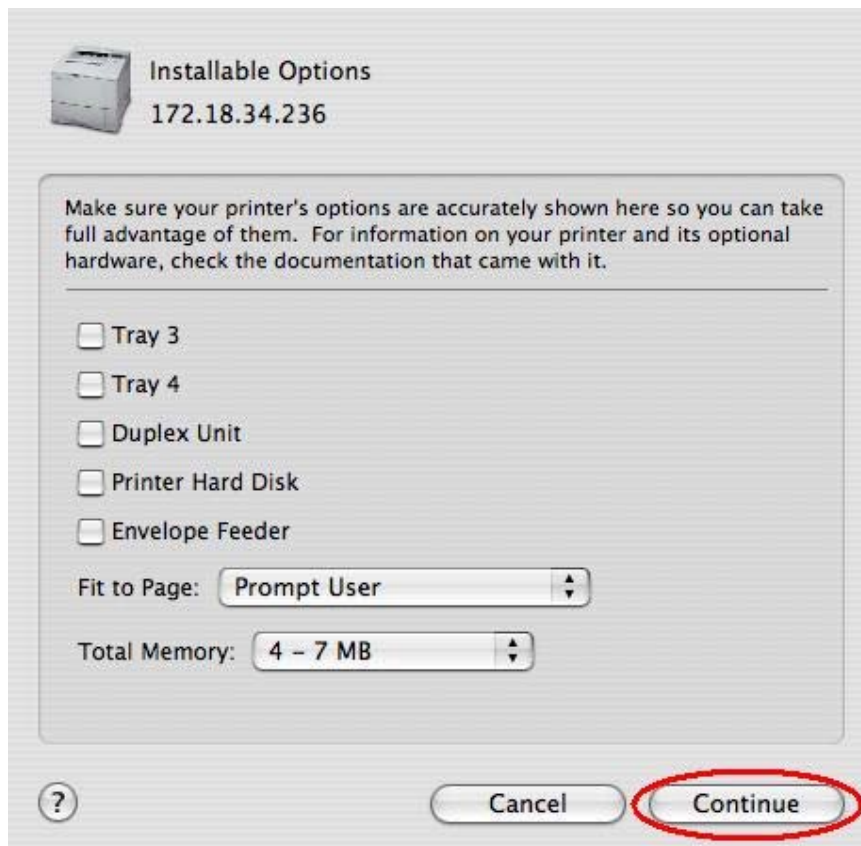 Installable Options
172.18.34.236
Make sure your printer's options are accurately shown here so you can take
full advantage of them.  For information on your printer and its optional
hardware, check the documentation that came with it.
Tray 3
Tray 4
Duplex Unit
Printer Hard Disk
Envelope Feeder
Fit to Page: Prompt User
Total Memory: 4 – 7 MB
? Cancel Continue